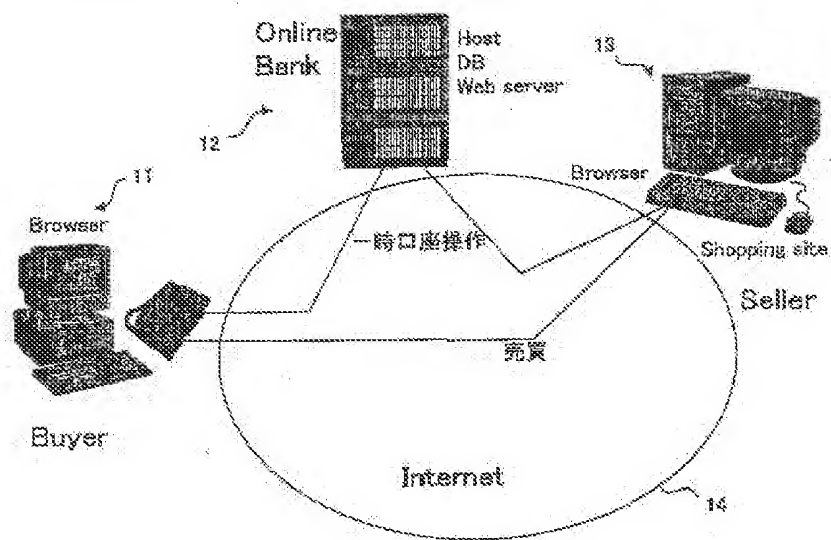 Online
Bank
Host
DB
Web server
13
12
11
Browser
Browser
一時口座操作
Shopping site
Seller
売買
Buyer
Internet
14